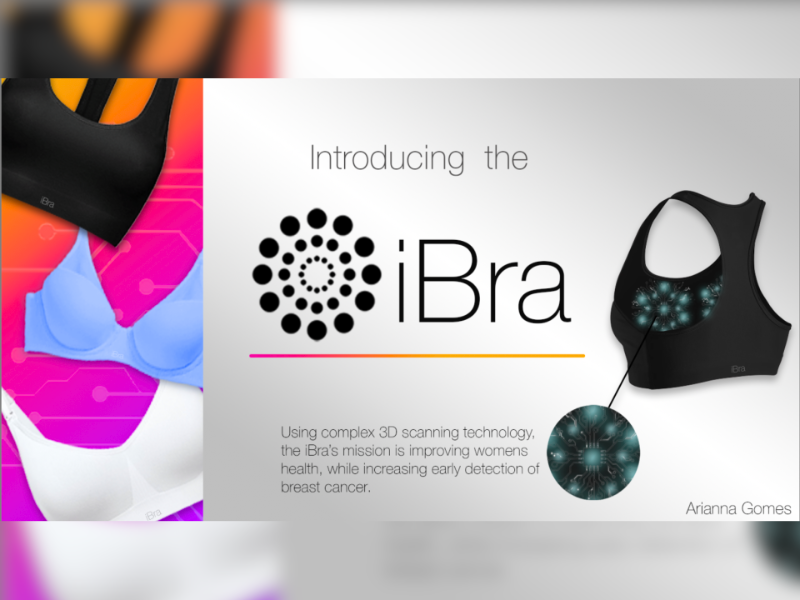 Introducing the
iBra
Using complex 3D scanning technology,
the iBra's mission is improving womens
health, while increasing early detection of
breast cancer.
Arianna Gomes
iBra
iBra
iBra